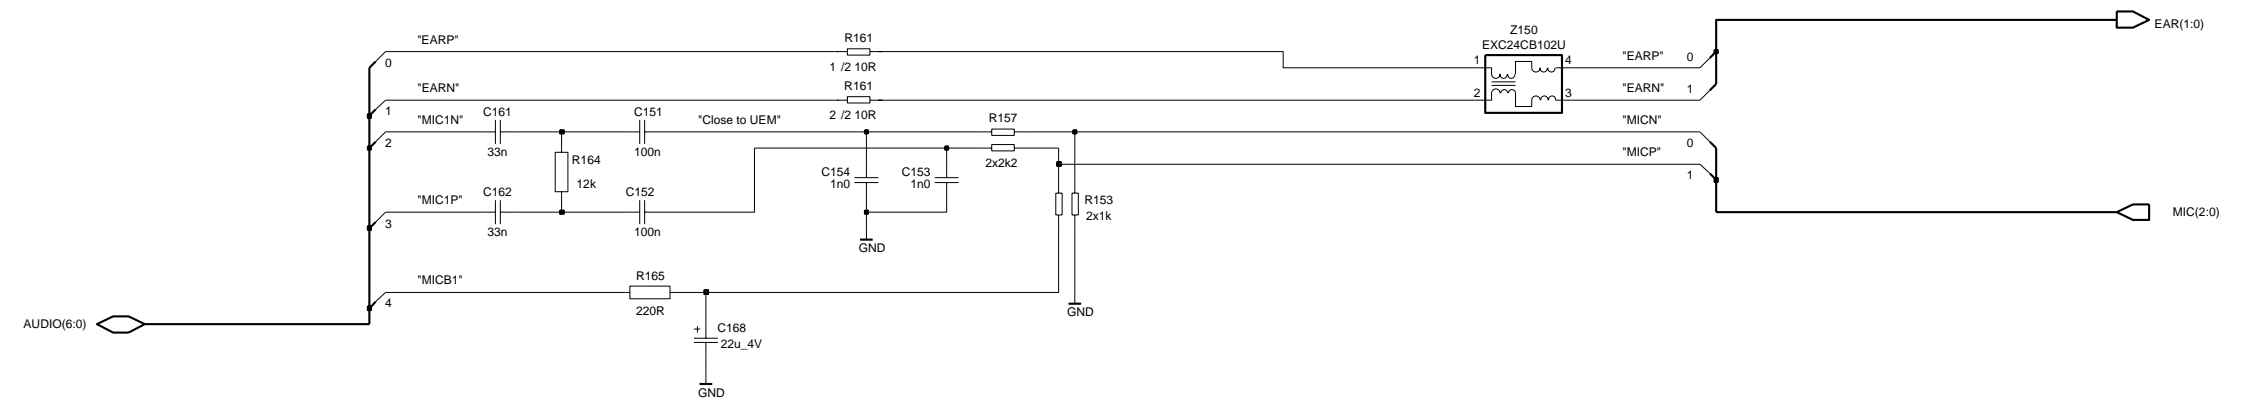 EAR(1:0)
Z150
EXC24CB102U
"EARP"
R161
1 /2 10R
0
1
4
"EARP"
0
"EARN"
R161
2 /2 10R
1
2
3
"EARN"
1
"MIC1N"
C161
33n
2
C151
100n
"Close to UEM"
R157
2x2k2
"MICN"
0
R164
12k
"MICP"
1
C154
1n0
C153
1n0
"MIC1P"
C162
33n
3
C152
100n
R153
2x1k
MIC(2:0)
GND
"MICB1"
R165
220R
4
GND
AUDIO(6:0)
+
C168
22u_4V
GND